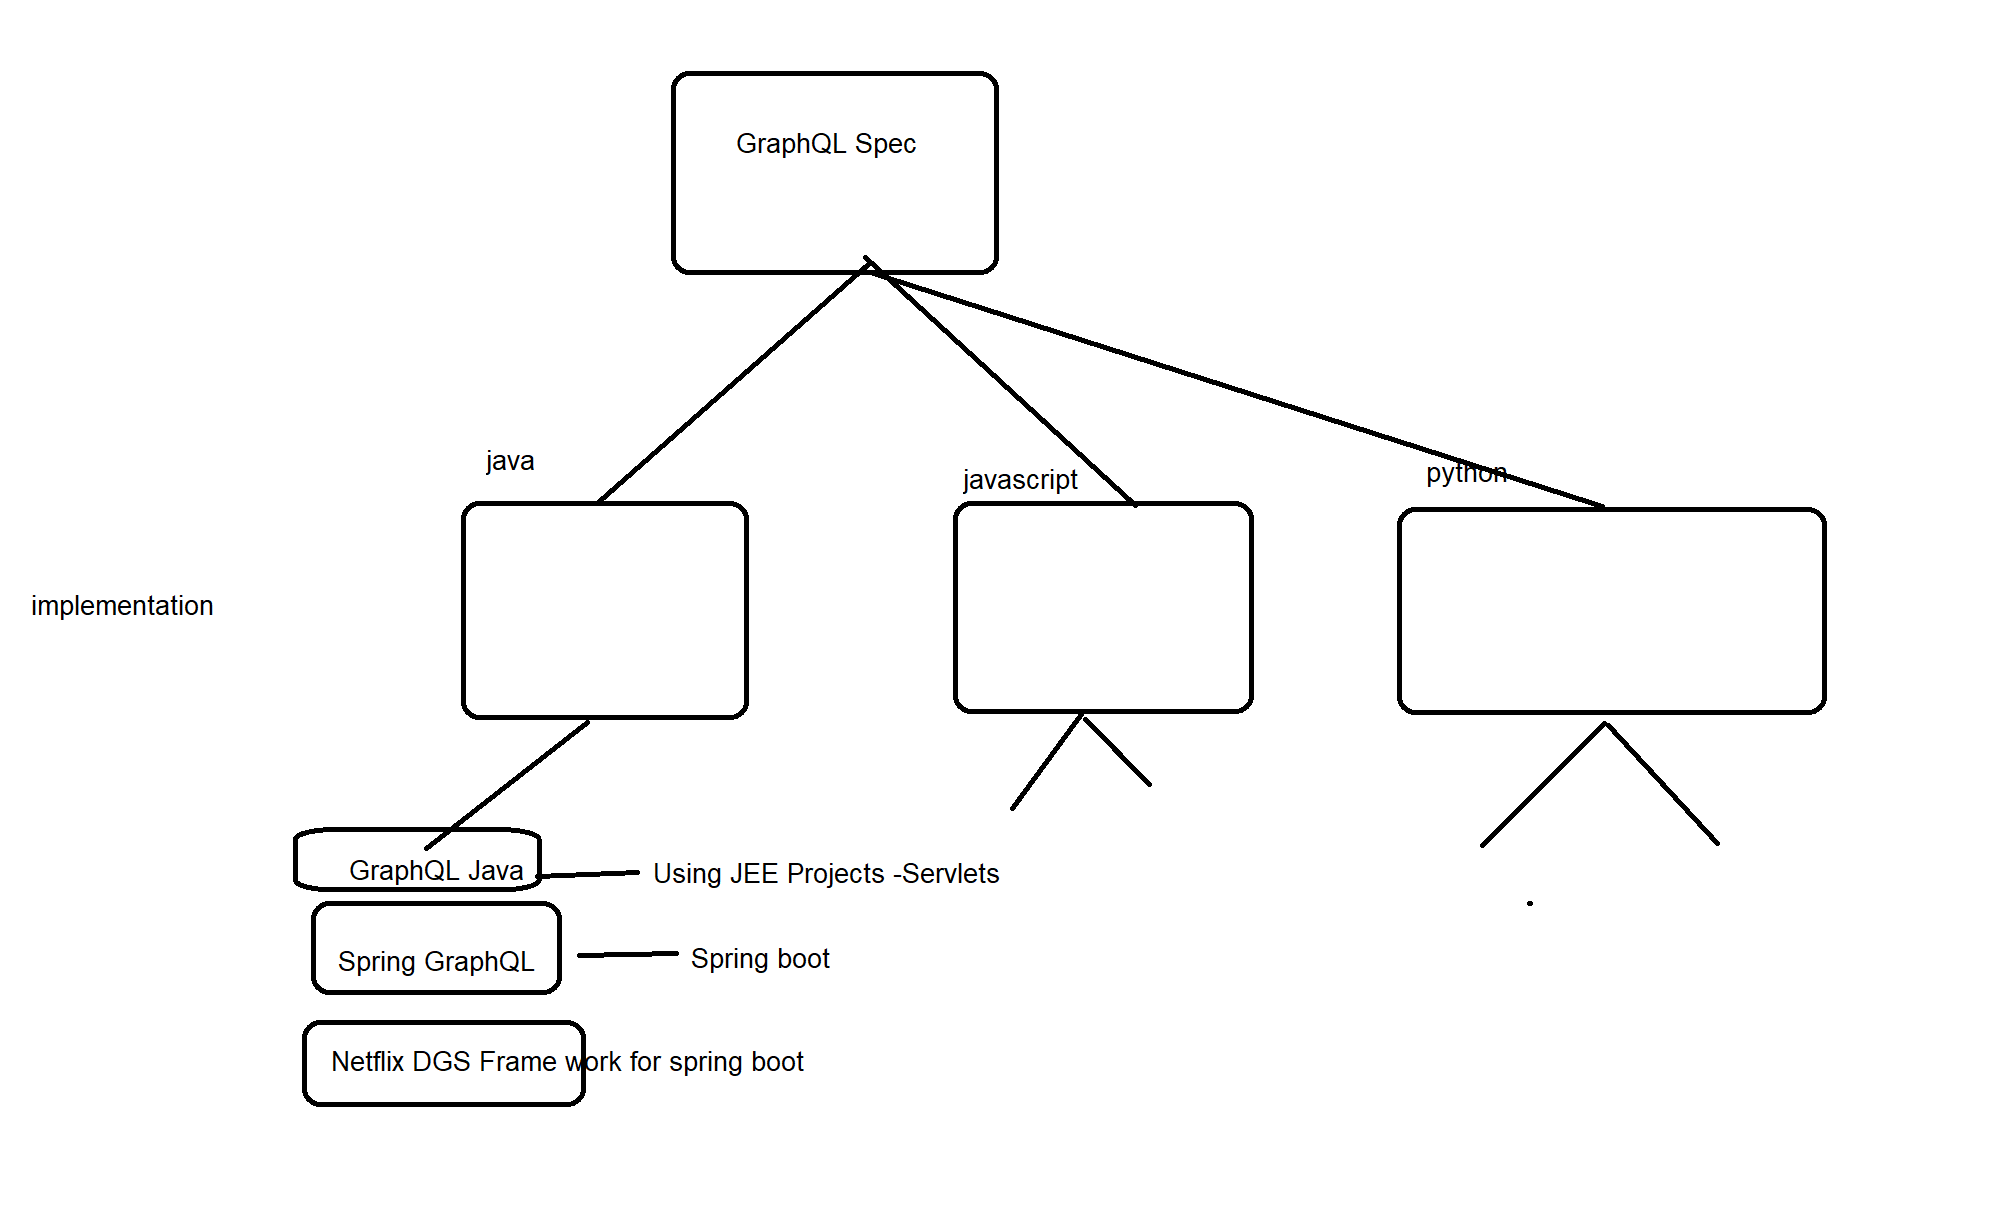 GraphQL Spec
java
javascript
python
implementation
GraphQL Java
Using JEE Projects -Servlets
Spring GraphQL
Spring boot
Netflix DGS Frame work for spring boot